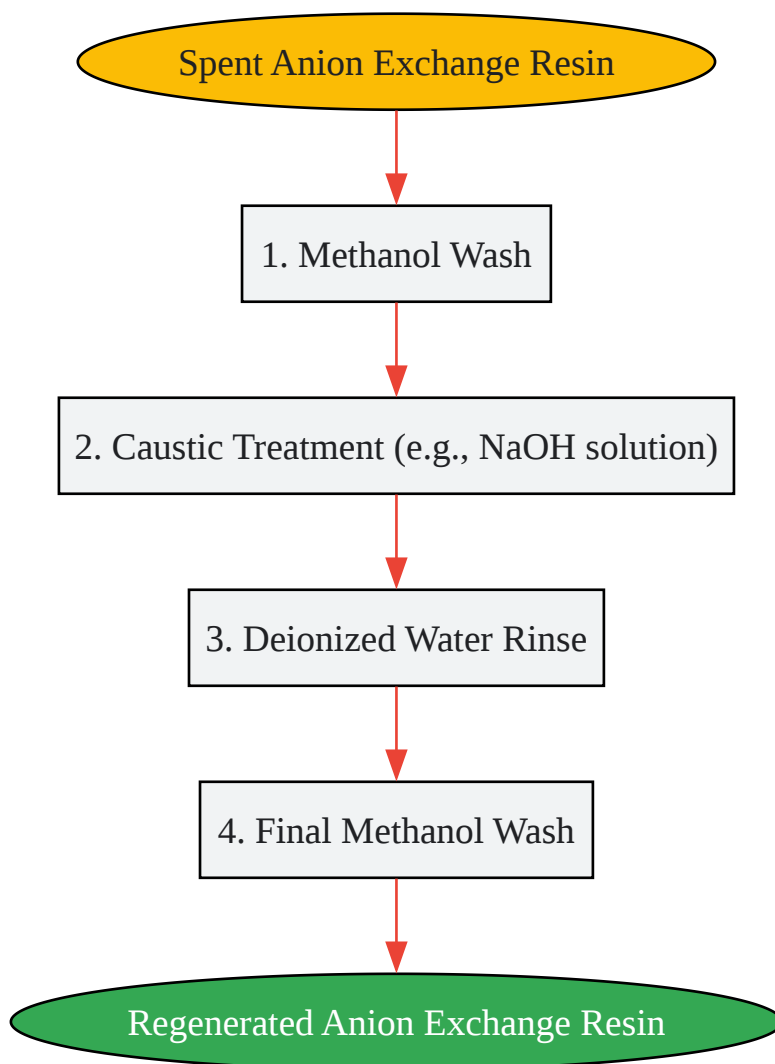 Spent Anion Exchange Resin
1. Methanol Wash
2. Caustic Treatment (e.g., NaOH solution)
3. Deionized Water Rinse
4. Final Methanol Wash
Regenerated Anion Exchange Resin